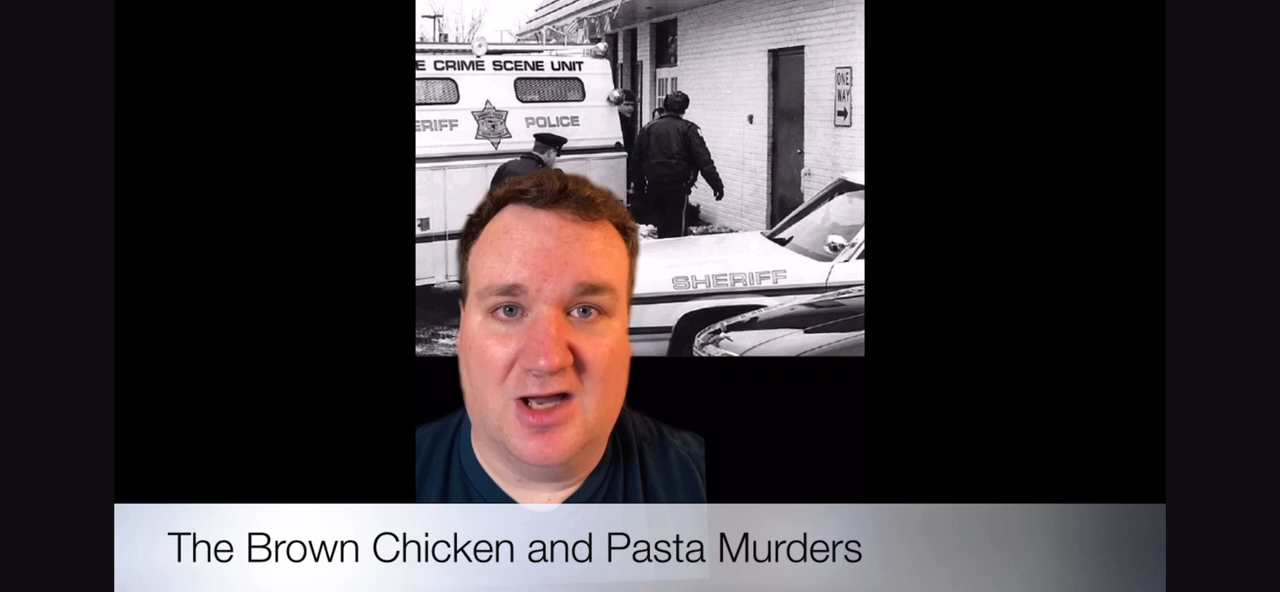 E CRIME SCENE UNIT
ERIFF POLICE
ONE
WAY
SHERIFF
The Brown Chicken and Pasta Murders